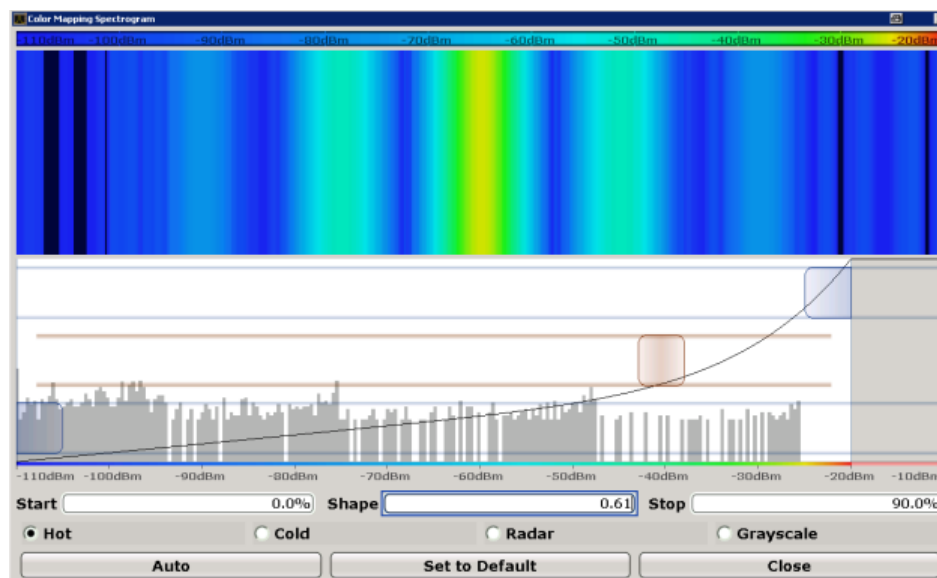 Color Mapping Spectrogram
-110dBm -100dBm -90dBm -80dBm -70dBm -60dBm -50dBm -40dBm -30dBm -20dBm
-110dBm -100dBm -90dBm -80dBm -70dBm -60dBm -50dBm -40dBm -30dBm -20dBm -10dBm
Start 0.0% Shape 0.61 Stop 90.0%
Hot Cold Radar Grayscale
Auto Set to Default Close